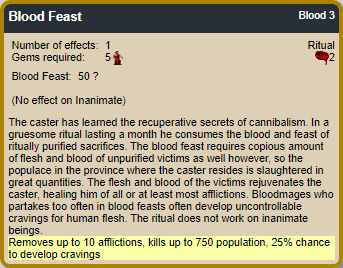 Blood Feast Blood 3
Number of effects: 1 Ritual
Gems required: 5 2
Blood Feast: 50 ?
(No effect on Inanimate)
The caster has learned the recuperative secrets of cannibalism. In a
gruesome ritual lasting a month he consumes the blood and feast of
ritually purified sacrifices. The blood feast requires copious amount
of flesh and blood of unpurified victims as well however, so the
populace in the province where the caster resides is slaughtered in
great quantities. The flesh and blood of the victims rejuvenates the
caster, healing him of all or at least most afflictions. Bloodmages who
partakes too often in blood feasts often develop uncontrollable
cravings for human flesh. The ritual does not work on inanimate
beings.
Removes up to 10 afflictions, kills up to 750 population, 25% chance
to develop cravings